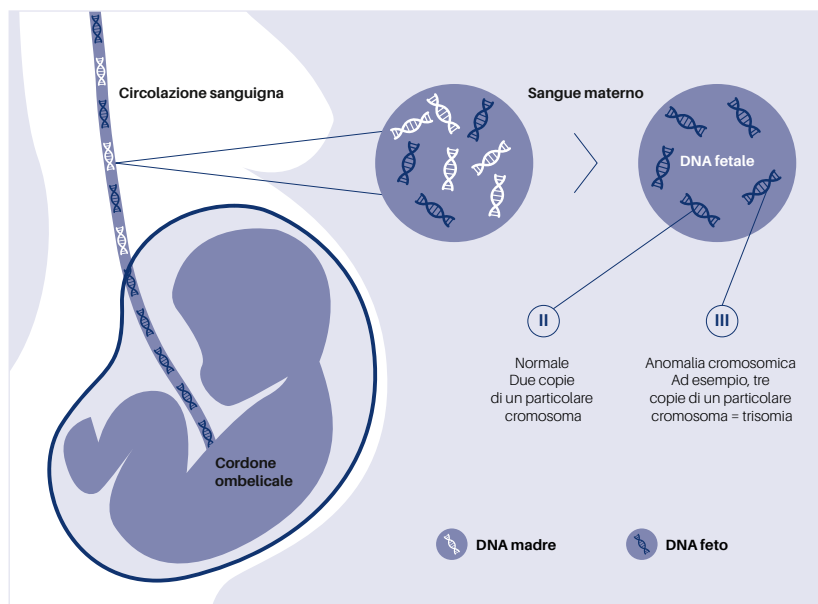 Circolazione sanguigna
Sangue materno
DNA fetale
II
Normale
Due copie
di un particolare
cromosoma
III
Anomalia cromosomica
Ad esempio, tre
copie di un particolare
cromosoma = trisomia
Cordone
ombelicale
DNA madre
DNA feto